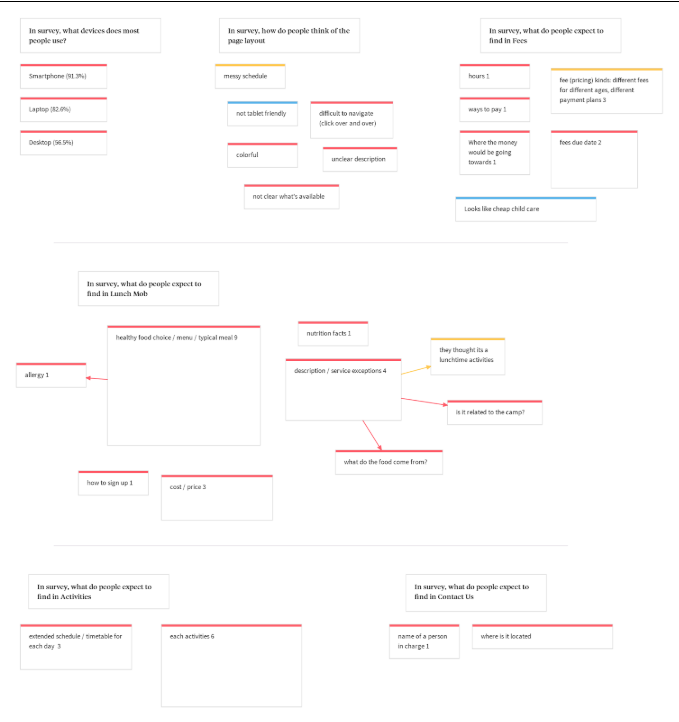 In survey, what devices does most
people use?
Smartphone (91.3%)
Laptop (82.6%)
Desktop (56.5%)
In survey, how do people think of the
page layout
messy schedule
not tablet friendly
difficult to navigate
(click over and over)
colorful
unclear description
not clear what's available
In survey, what do people expect to
find in Fees
hours 1
fee (pricing) kinds: different fees
for different ages, different
payment plans 3
ways to pay 1
Where the money
would be going
towards 1
fees due date 2
Looks like cheap child care
In survey, what do people expect to
find in Lunch Mob
healthy food choice / menu / typical meal 9
allergy 1
nutrition facts 1
description / service exceptions 4
they thought its a
lunchtime activities
is it related to the camp?
what do the food come from?
how to sign up 1
cost / price 3
In survey, what do people expect to
find in Activities
extended schedule / timetable for
each day 3
each activities 6
In survey, what do people expect to
find in Contact Us
name of a person
in charge 1
where is it located